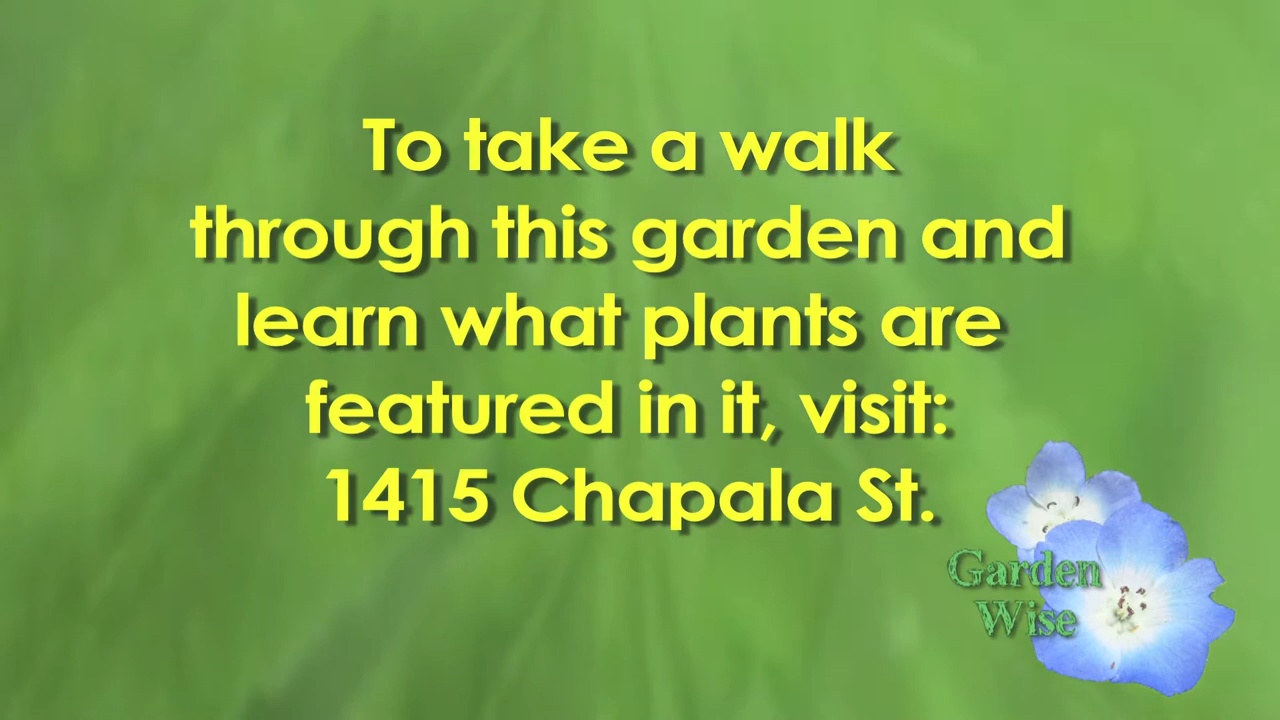 To take a walk
through this garden and
learn what plants are
featured in it, visit:
1415 Chapala St.
Garden
Wise